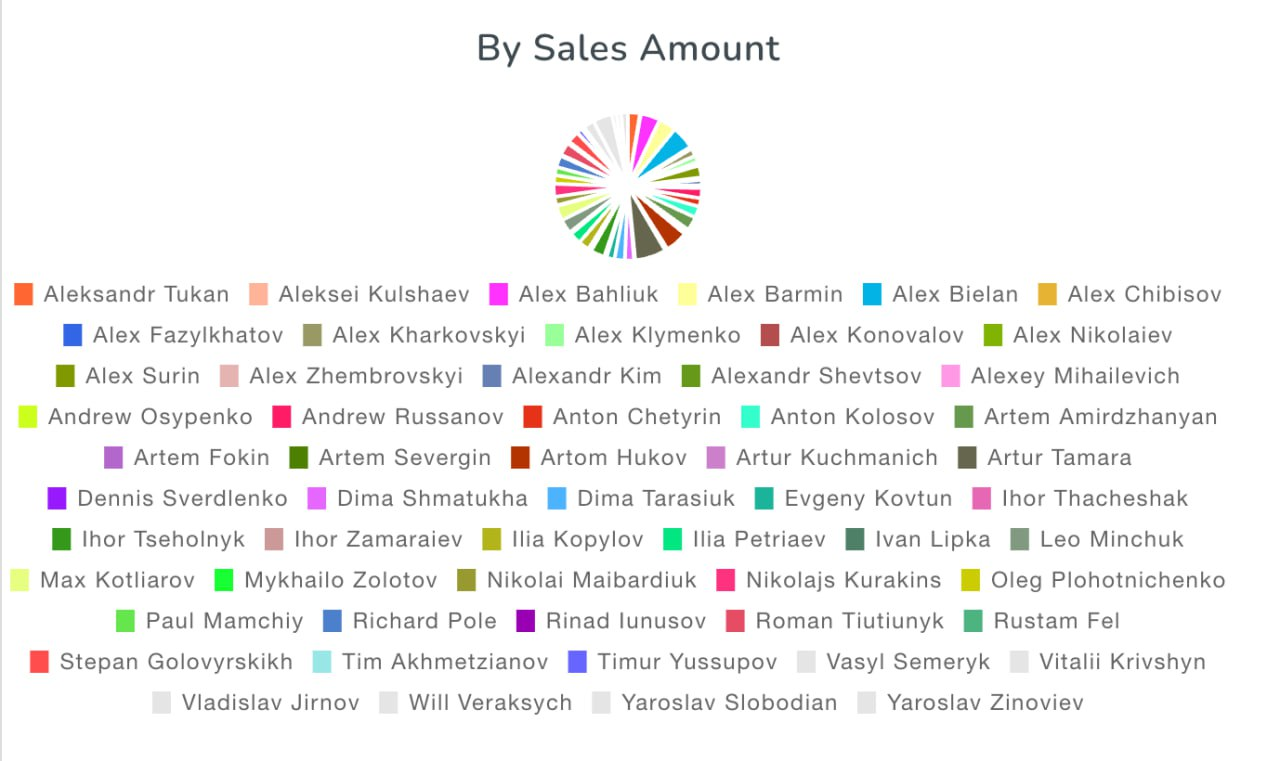 By Sales Amount
Aleksandr Tukan Aleksei Kulshaev Alex Bahliuk Alex Barmin Alex Bielan Alex Chibisov
Alex Fazylkhatov Alex Kharkovskyi Alex Klymenko Alex Konovalov Alex Nikolaiev
Alex Surin Alex Zhembrovskyi Alexandr Kim Alexandr Shevtsov Alexey Mihailevich
Andrew Osypenko Andrew Russanov Anton Chetyrin Anton Kolosov Artem Amirdzhanyan
Artem Fokin Artem Severgin Artom Hukov Artur Kuchmanich Artur Tamara
Dennis Sverdlenko Dima Shmatukha Dima Tarasiuk Evgeny Kovtun Ihor Thacheshak
Ihor Tseholnyk Ihor Zamaraiev Ilia Kopylov Ilia Petriaev Ivan Lipka Leo Minchuk
Max Kotliarov Mykhailo Zolotov Nikolai Maibardiuk Nikolajs Kurakins Oleg Plohotnichenko
Paul Mamchiy Richard Pole Rinad Iunusov Roman Tiutiunyk Rustam Fel
Stepan Golovyrskikh Tim Akhmetzianov Timur Yussupov Vasyl Semeryk Vitalii Krivshyn
Vladislav Jirnov Will Veraksych Yaroslav Slobodian Yaroslav Zinoviev